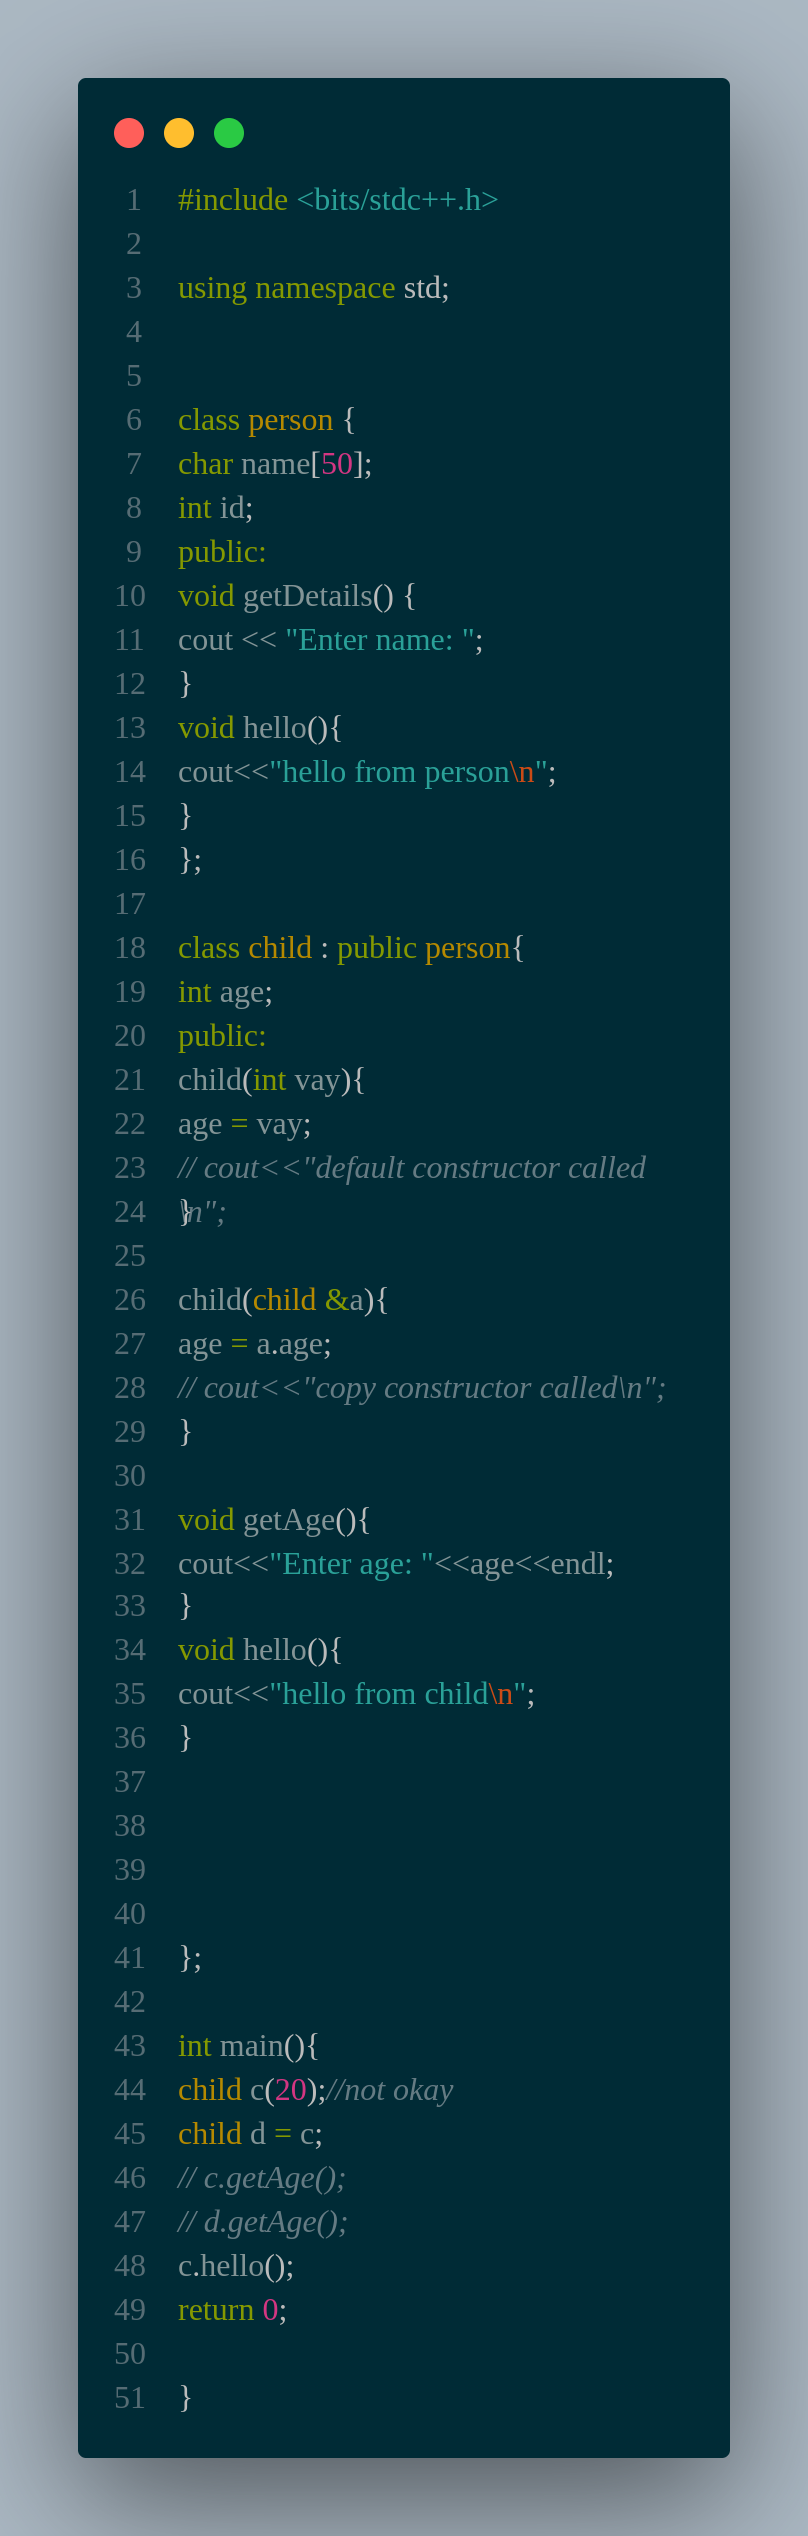 1 #include <bits/stdc++.h>
2
3 using namespace std;
4
5
6 class person {
7 char name[50];
8 int id;
9 public:
10 void getDetails() {
11 cout << "Enter name: ";
12 }
13 void hello(){
14 cout<<"hello from person\n";
15 }
16 };
17
18 class child : public person{
19 int age;
20 public:
21 child(int vay){
22 age = vay;
23 // cout<<"default constructor called
24 \n";}
25
26 child(child &a){
27 age = a.age;
28 // cout<<"copy constructor called\n";
29 }
30
31 void getAge(){
32 cout<<"Enter age: "<<age<<endl;
33 }
34 void hello(){
35 cout<<"hello from child\n";
36 }
37
38
39
40
41 };
42
43 int main(){
44 child c(20);//not okay
45 child d = c;
46 // c.getAge();
47 // d.getAge();
48 c.hello();
49 return 0;
50
51 }